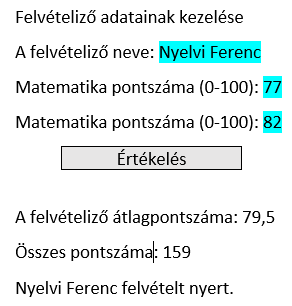 Felvételiző adatainak kezelése
A felvételiző neve: Nyelvi Ferenc
Matematika pontszáma (0-100): 77
Matematika pontszáma (0-100): 82
Értékelés
A felvételiző átlagpontszáma: 79,5
Összes pontszáma: 159
Nyelvi Ferenc felvételt nyert.